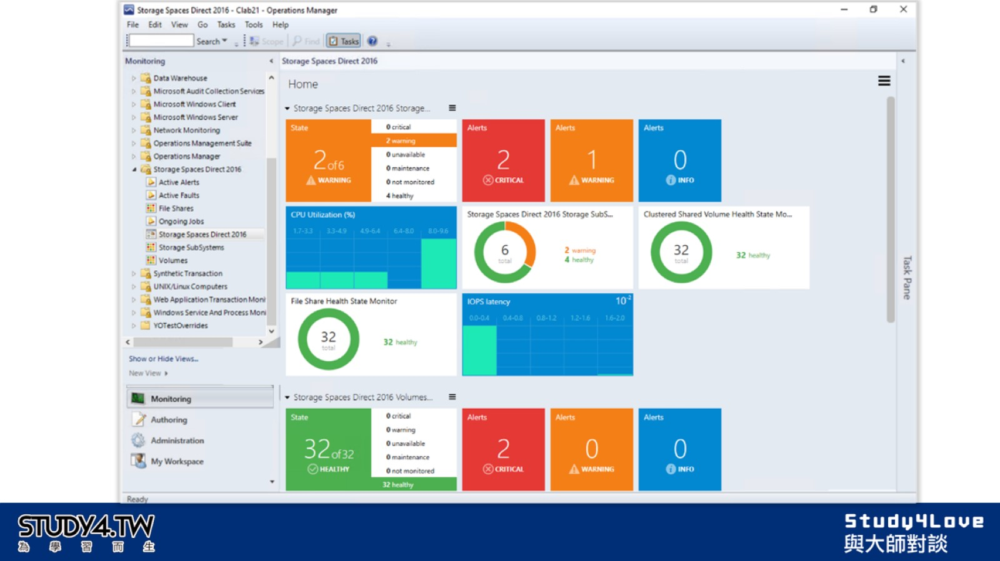 Storage Spaces Direct 2016 - Clab21 - Operations Manager
File Edit View Go Tasks Tools Help
Search Scope Find Tasks
Monitoring
Data Warehouse
Microsoft Audit Collection Services
Microsoft Windows Client
Microsoft Windows Server
Network Monitoring
Operations Management Suite
Operations Manager
Storage Spaces Direct 2016
Active Alerts
Active Faults
File Shares
Ongoing Jobs
Storage Spaces Direct 2016
Storage SubSystems
Volumes
Synthetic Transaction
UNIX/Linux Computers
Web Application Transaction Moni
Windows Service And Process Moni
YOTestOverrides
Show or Hide Views...
New View
Monitoring
Authoring
Administration
My Workspace
Ready
Storage Spaces Direct 2016
Home
Storage Spaces Direct 2016 Storage...
State
2 of 6
WARNING
0 critical
2 warning
0 unavailable
0 maintenance
0 not monitored
4 healthy
Alerts
2
CRITICAL
Alerts
1
WARNING
Alerts
0
INFO
CPU Utilization (%)
1.7-3.3 3.3-4.9 4.9-6.4 6.4-8.0 8.0-9.6
Storage Spaces Direct 2016 Storage SubS...
6
total
2 warning
4 healthy
Clustered Shared Volume Health State Mo...
32
total
32 healthy
File Share Health State Monitor
32
total
32 healthy
IOPS latency 10⁻²
0.0-0.4 0.4-0.8 0.8-1.2 1.2-1.6 1.6-2.0
Storage Spaces Direct 2016 Volumes...
State
32 of 32
HEALTHY
0 critical
0 warning
0 unavailable
0 maintenance
0 not monitored
32 healthy
Alerts
2
CRITICAL
Alerts
0
WARNING
Alerts
0
INFO
Task Pane
STUDY4.TW
為學習而生
Study4Love
與大師對談